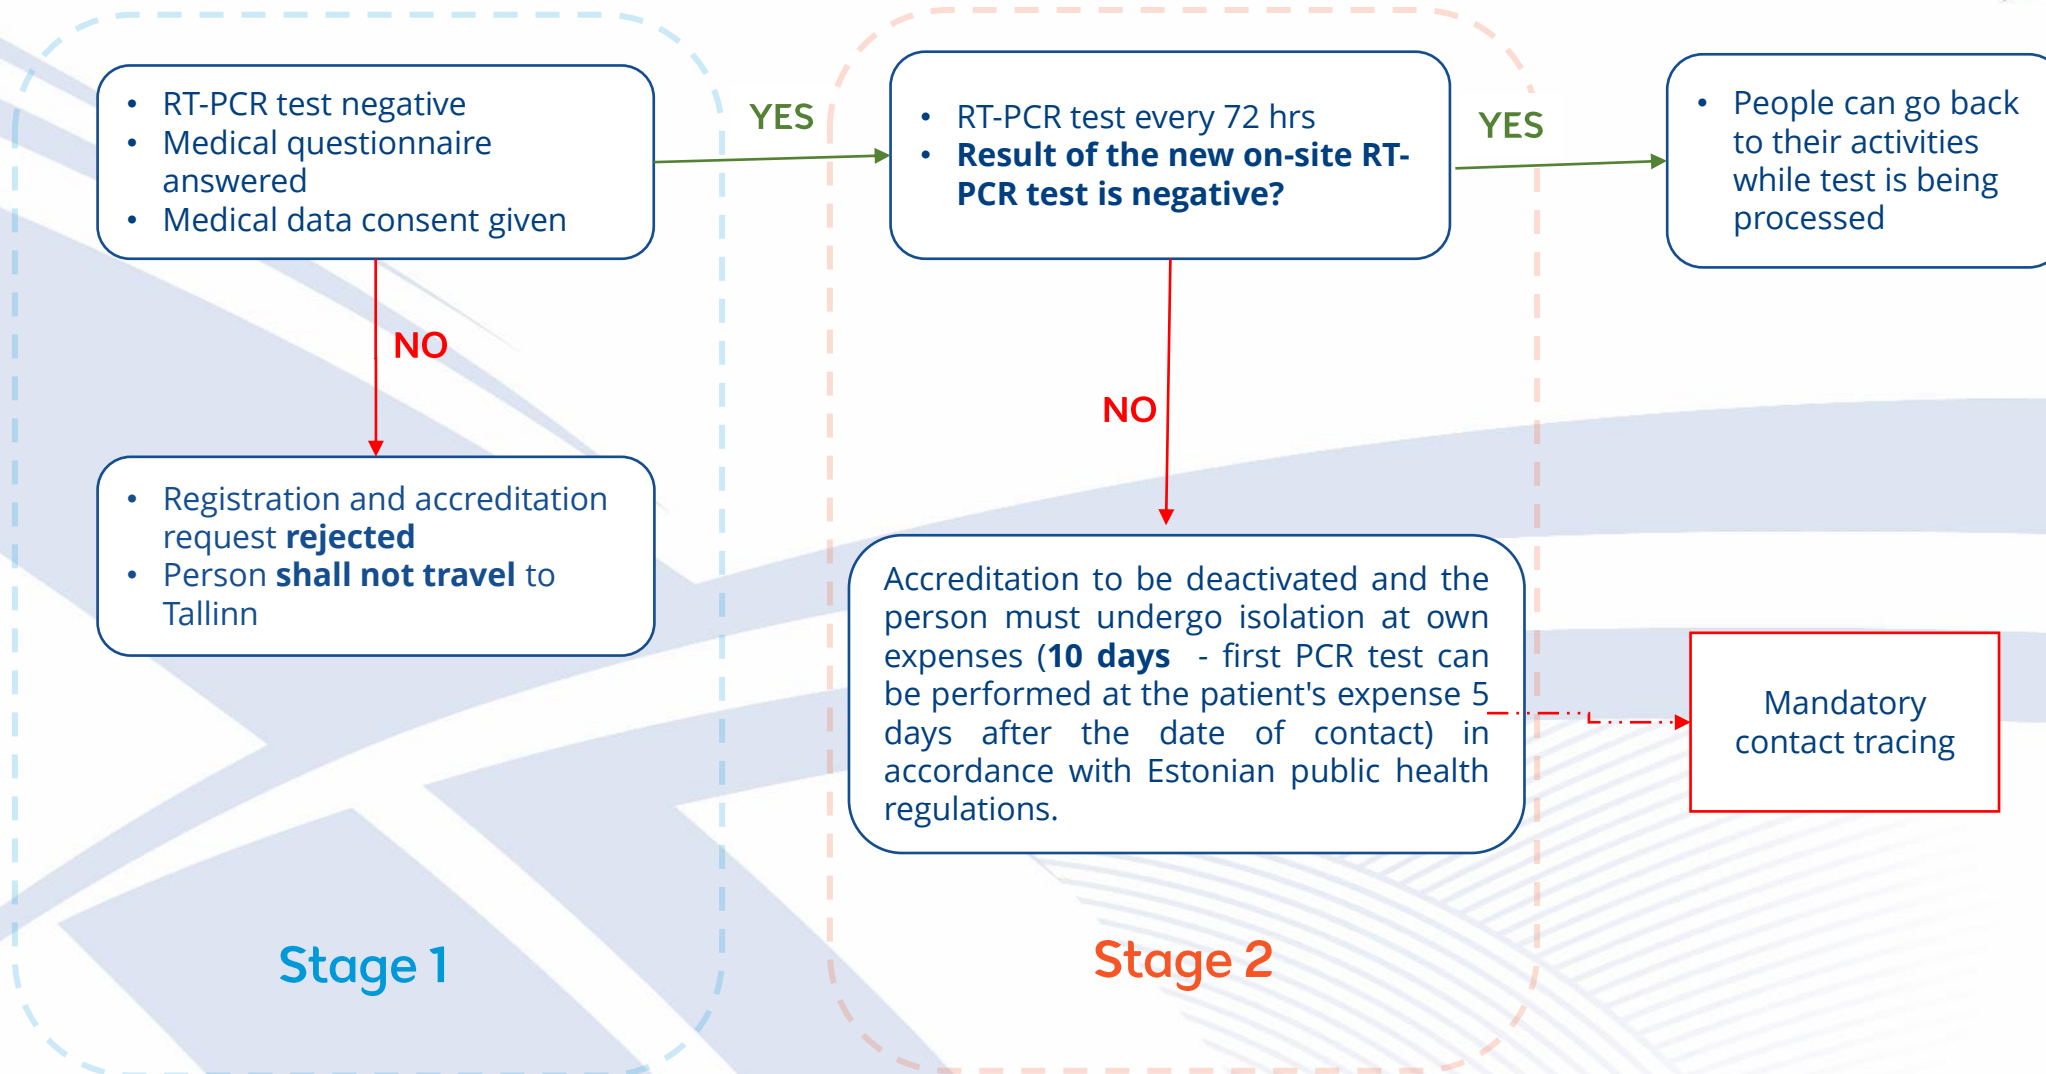 • RT-PCR test negative
• Medical questionnaire
answered
• Medical data consent given
YES
• RT-PCR test every 72 hrs
• Result of the new on-site RT-
PCR test is negative?
YES
• People can go back
to their activities
while test is being
processed
NO
NO
• Registration and accreditation
request rejected
• Person shall not travel to
Tallinn
Accreditation to be deactivated and the
person must undergo isolation at own
expenses (10 days - first PCR test can
be performed at the patient's expense 5
days after the date of contact) in
accordance with Estonian public health
regulations.
Mandatory
contact tracing
Stage 1
Stage 2